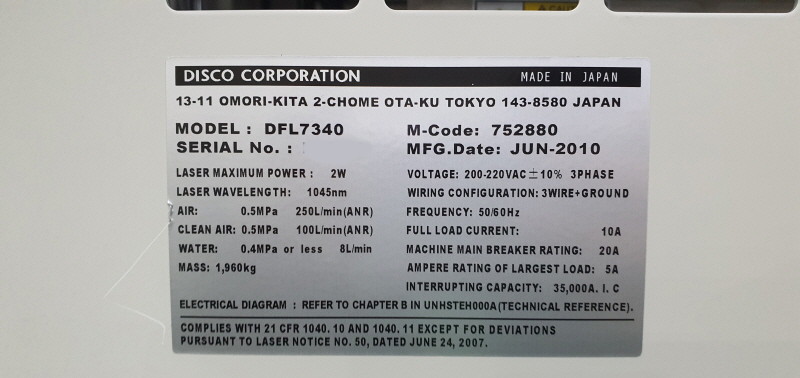 DISCO CORPORATION MADE IN JAPAN
13-11 OMORI-KITA 2-CHOME OTA-KU TOKYO 143-8580 JAPAN
MODEL : DFL7340 M-Code: 752880
SERIAL No. : MFG.Date: JUN-2010
LASER MAXIMUM POWER : 2W VOLTAGE: 200-220VAC±10% 3PHASE
LASER WAVELENGTH: 1045nm WIRING CONFIGURATION: 3WIRE+GROUND
AIR: 0.5MPa 250L/min(ANR) FREQUENCY: 50/60Hz
CLEAN AIR: 0.5MPa 100L/min(ANR) FULL LOAD CURRENT: 10A
WATER: 0.4MPa or less 8L/min MACHINE MAIN BREAKER RATING: 20A
MASS: 1,960kg AMPERE RATING OF LARGEST LOAD: 5A
INTERRUPTING CAPACITY: 35,000A. I. C
ELECTRICAL DIAGRAM : REFER TO CHAPTER B IN UNHSTEH000A(TECHNICAL REFERENCE).
COMPLIES WITH 21 CFR 1040. 10 AND 1040. 11 EXCEPT FOR DEVIATIONS
PURSUANT TO LASER NOTICE NO. 50, DATED JUNE 24, 2007.